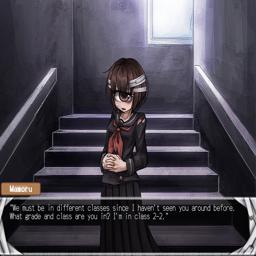 Mamoru
"We must be in different classes since I haven't seen you around before.
What grade and class are you in? I'm in class 2-2."